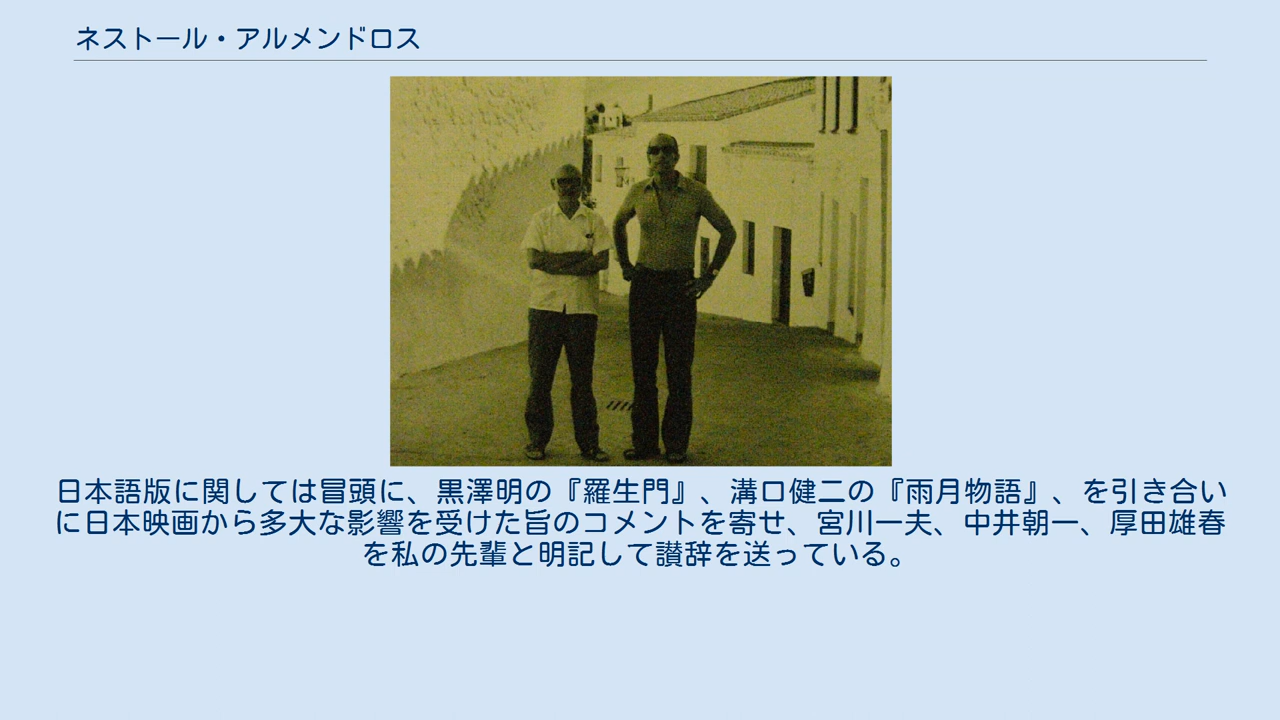 ネストール・アルメンドロス
日本語版に関しては冒頭に、黒澤明の『羅生門』、溝口健二の『雨月物語』、を引き合い
に日本映画から多大な影響を受けた旨のコメントを寄せ、宮川一夫、中井朝一、厚田雄春
を私の先輩と明記して讃辞を送っている。